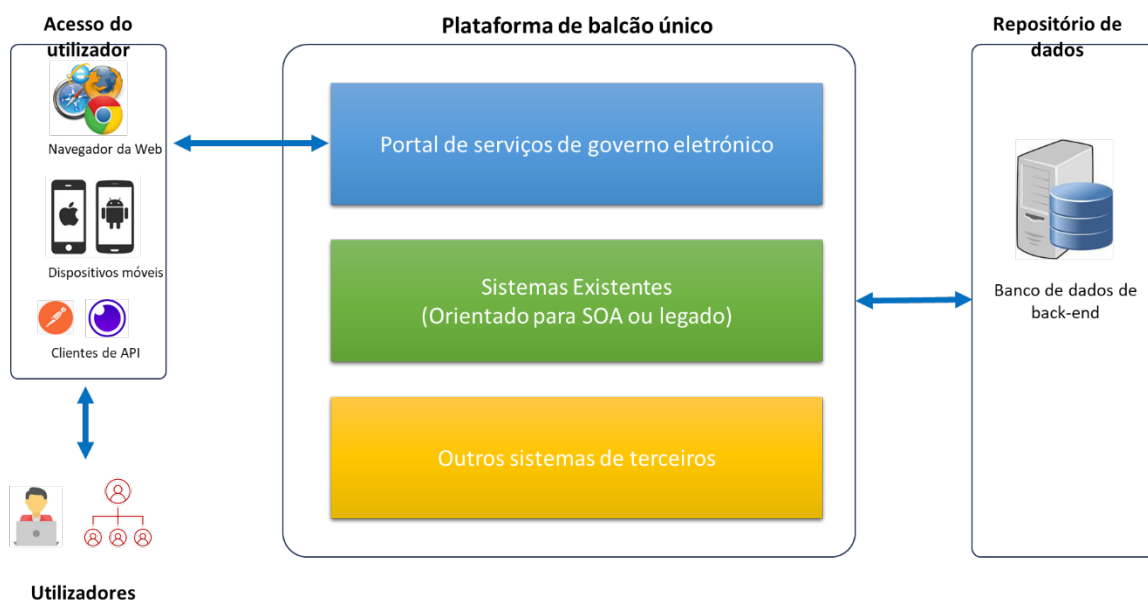 Acesso do
utilizador
Navegador da Web
Dispositivos móveis
Clientes de API
Utilizadores
Plataforma de balcão único
Portal de serviços de governo eletrónico
Sistemas Existentes
(Orientado para SOA ou legado)
Outros sistemas de terceiros
Repositório de
dados
Banco de dados de
back-end